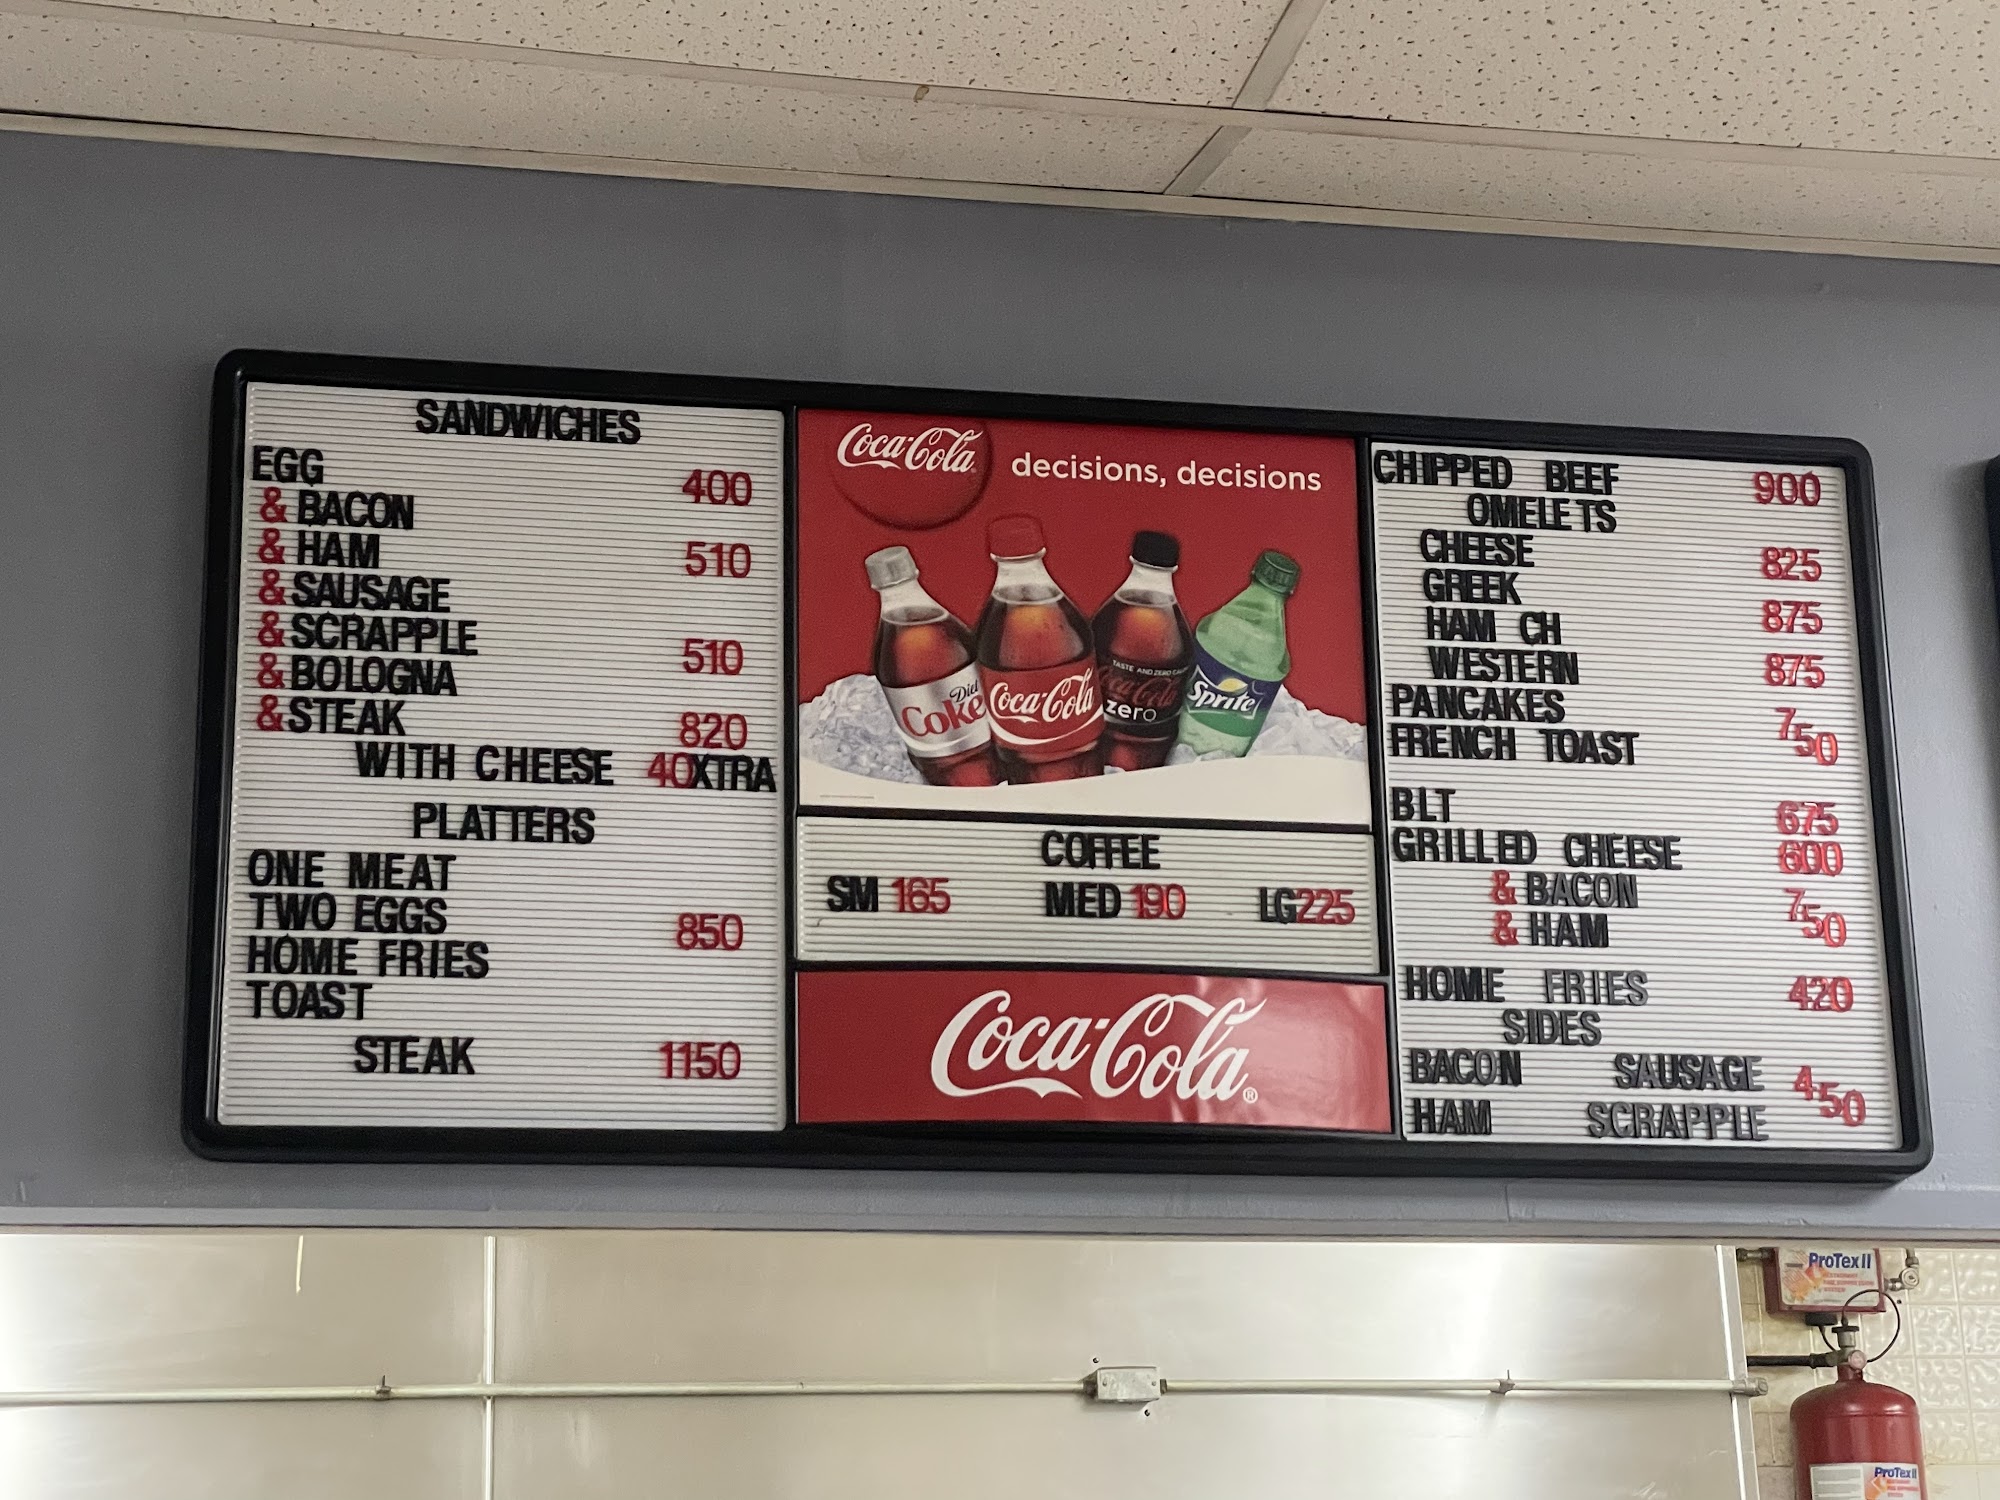 SANDWICHES
EGG 400
& BACON
& HAM 510
& SAUSAGE
& SCRAPPLE 510
& BOLOGNA
& STEAK 820
WITH CHEESE 40XTRA
PLATTERS
ONE MEAT
TWO EGGS 850
HOME FRIES
TOAST
STEAK 1150
Coca-Cola decisions, decisions
Diet Coke
Coca-Cola
Coca-Cola zero
Sprite
COFFEE
SM 165 MED 190 LG 225
Coca-Cola®
CHIPPED BEEF 900
OMELETS
CHEESE 825
GREEK 875
HAM CH
WESTERN 875
PANCAKES 750
FRENCH TOAST
BLT 675
GRILLED CHEESE 600
& BACON 750
& HAM
HOME FRIES 420
SIDES
BACON SAUSAGE 450
HAM SCRAPPLE
ProTex II
ProTex II